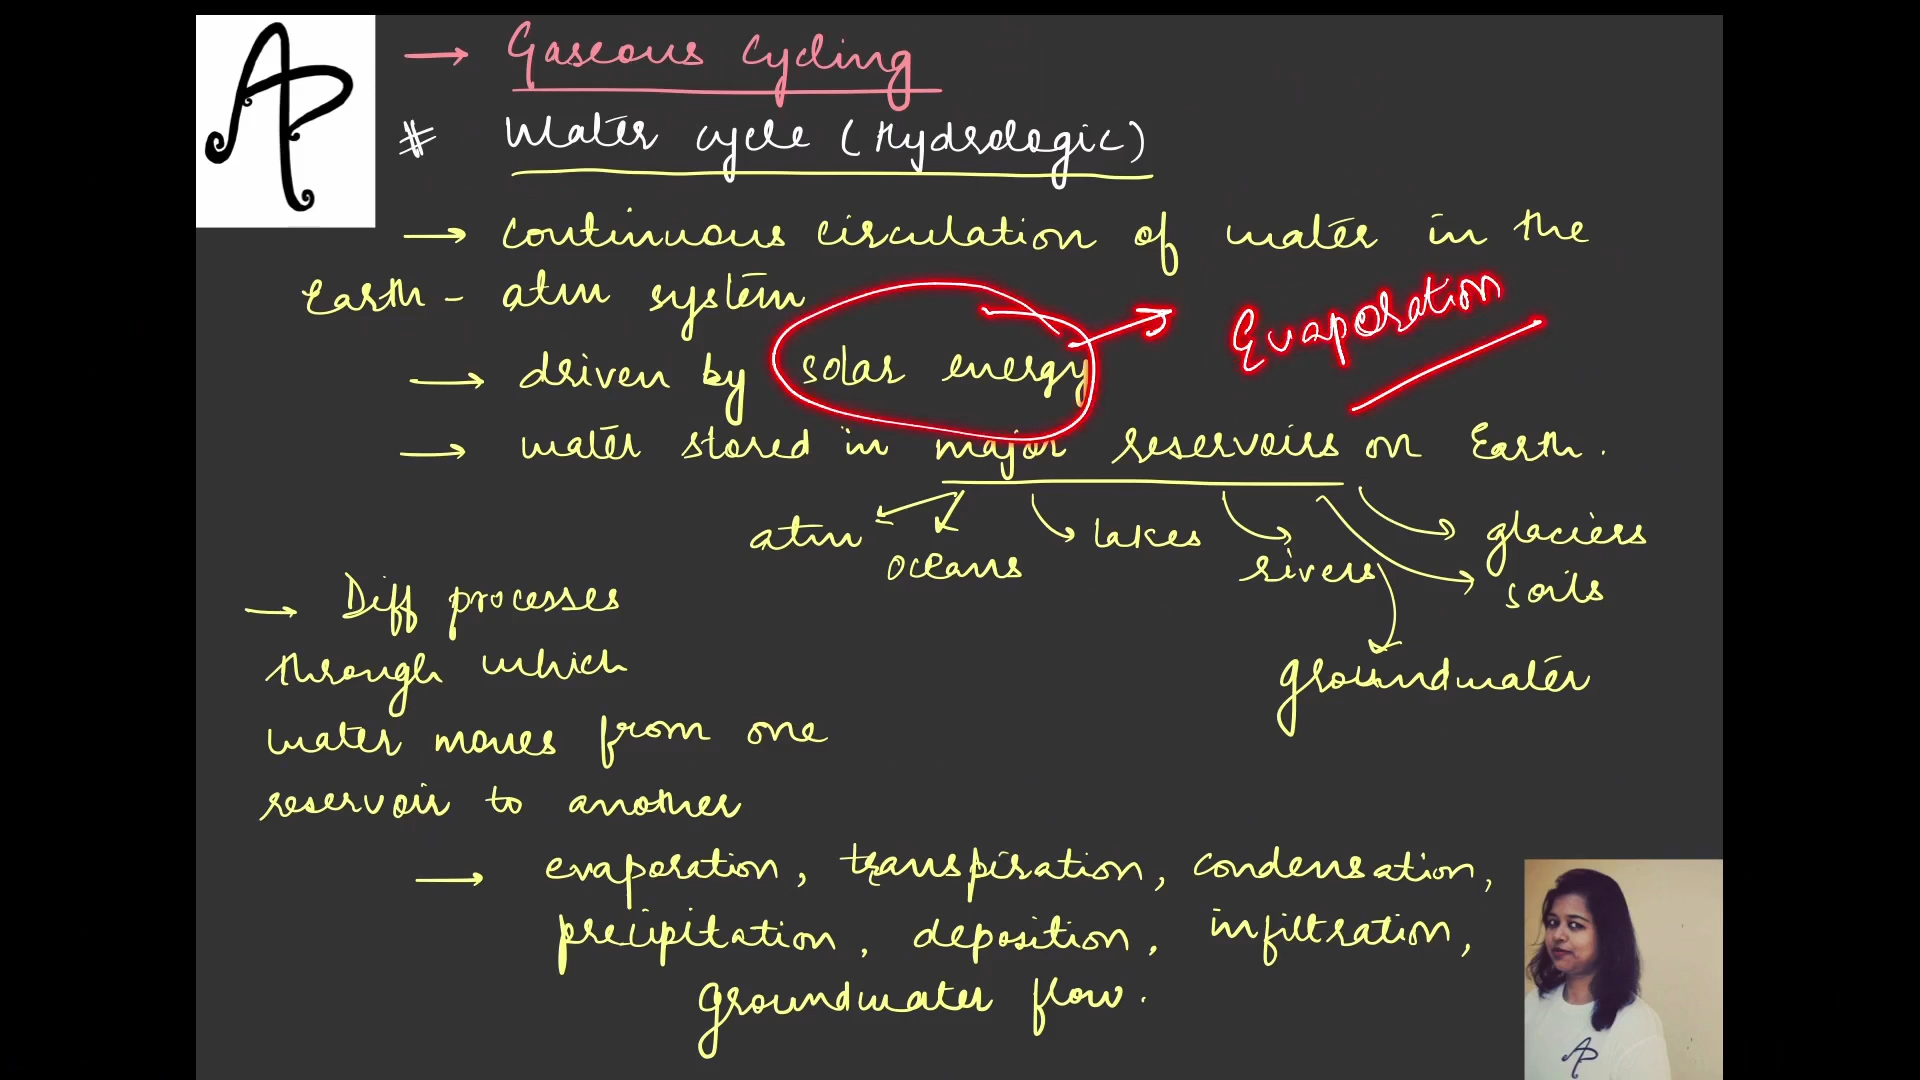 AP
→ Gaseous Cycling
# Water cycle (Hydrologic)
→ continuous circulation of water in the
Earth - atm system
→ driven by solar energy → Evaporation
→ water stored in major reservoirs on Earth.
atm oceans lakes rivers glaciers
soils
groundwater
→ Diff processes
through which
water moves from one
reservoir to another
→ evaporation, transpiration, condensation,
precipitation, deposition, infiltration,
groundwater flow.
AP